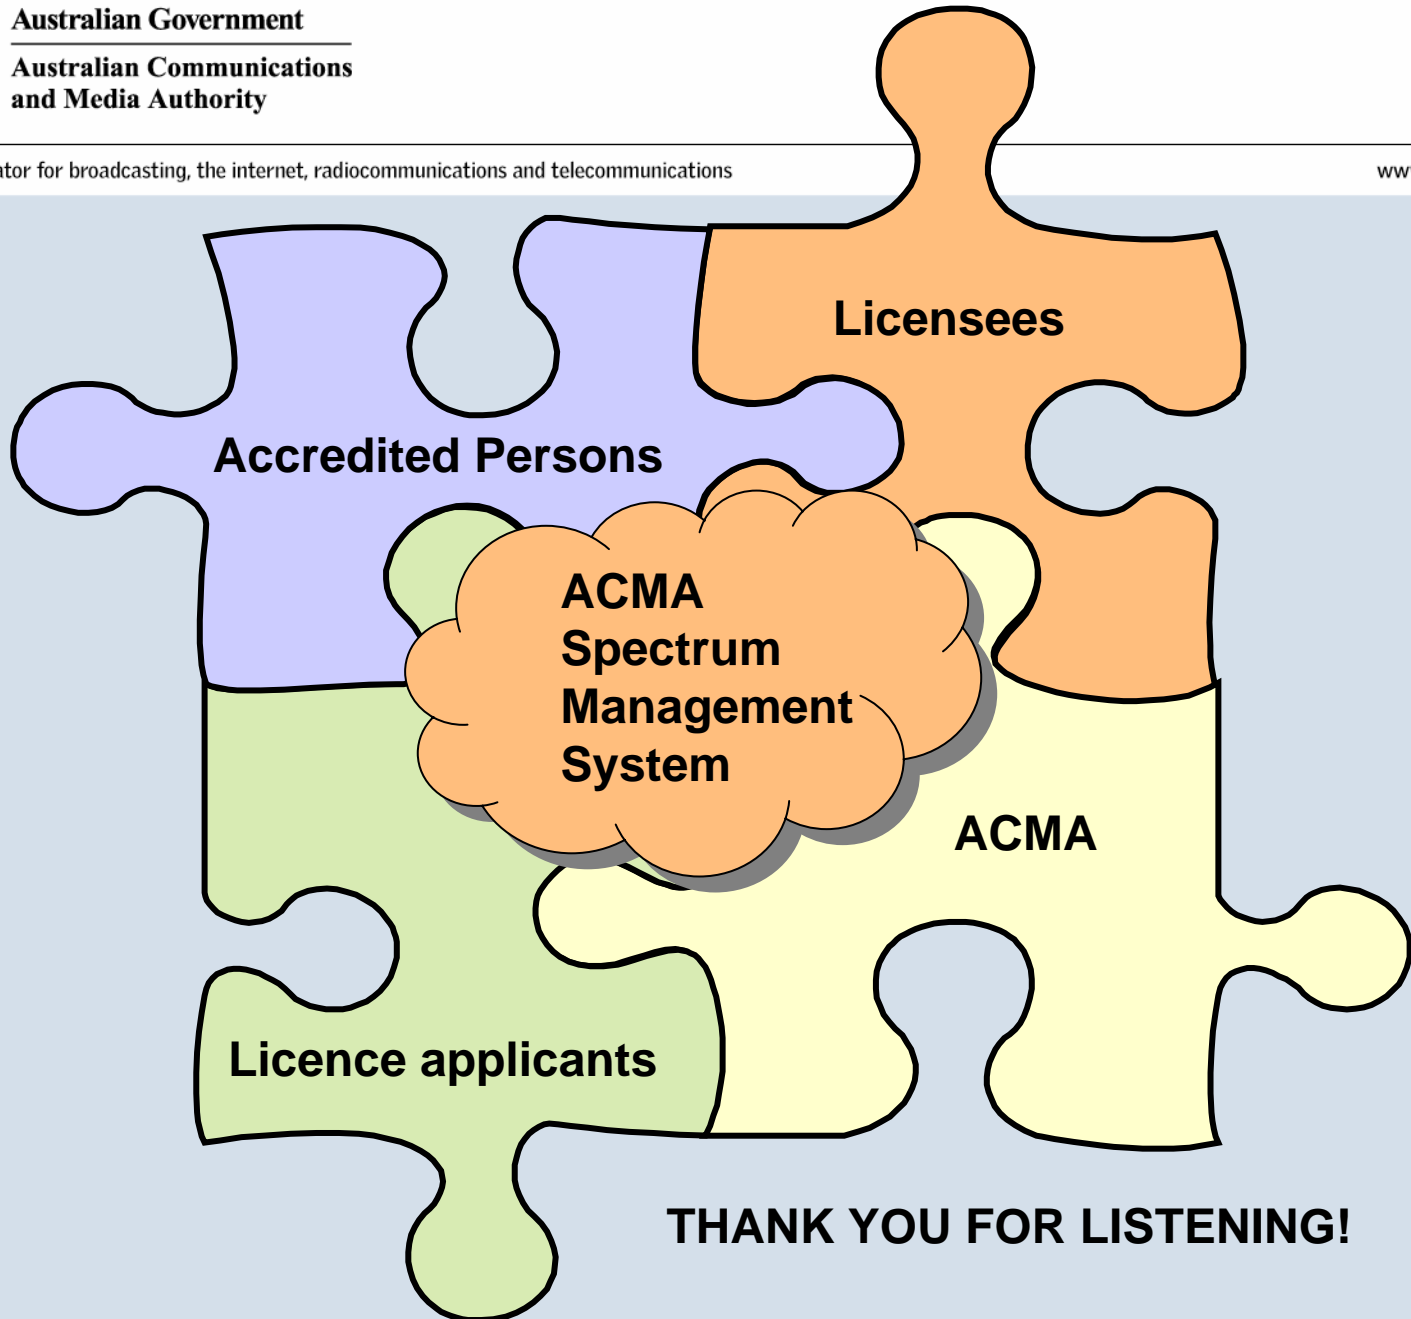 Australian Government
Australian Communications
and Media Authority
for broadcasting, the internet, radiocommunications and telecommunications
Licensees
Accredited Persons
ACMA
Spectrum
Management
System
ACMA
Licence applicants
THANK YOU FOR LISTENING!